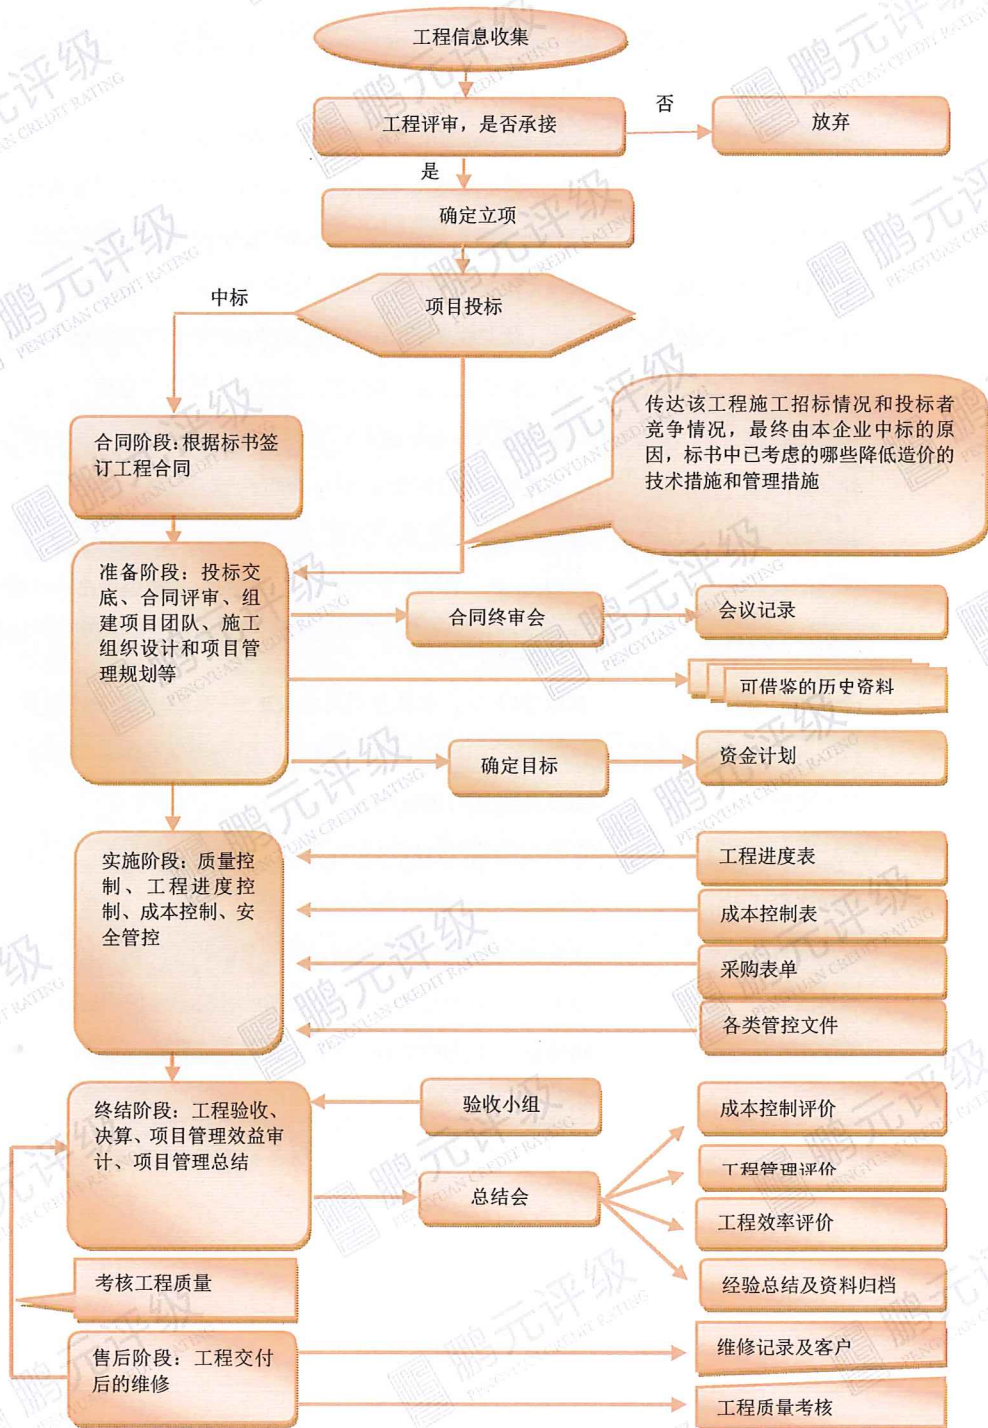 工程信息收集
工程评审，是否承接
否
放弃
是
确定立项
中标
项目投标
传达该工程施工招标情况和投标者
竞争情况，最终由本企业中标的原
因，标书中已考虑的哪些降低造价的
技术措施和管理措施
合同阶段：根据标书签
订工程合同
准备阶段：投标交
底、合同评审、组
建项目团队、施工
组织设计和项目管
理规划等
合同终审会
会议记录
可借鉴的历史资料
确定目标
资金计划
实施阶段：质量控
制、工程进度控
制、成本控制、安
全管控
工程进度表
成本控制表
采购表单
各类管控文件
终结阶段：工程验收、
决算、项目管理效益审
计、项目管理总结
验收小组
总结会
成本控制评价
工程管理评价
工程效率评价
经验总结及资料归档
考核工程质量
售后阶段：工程交付
后的维修
维修记录及客户
工程质量考核
鹏元评级
PENGYUAN CREDIT RATING